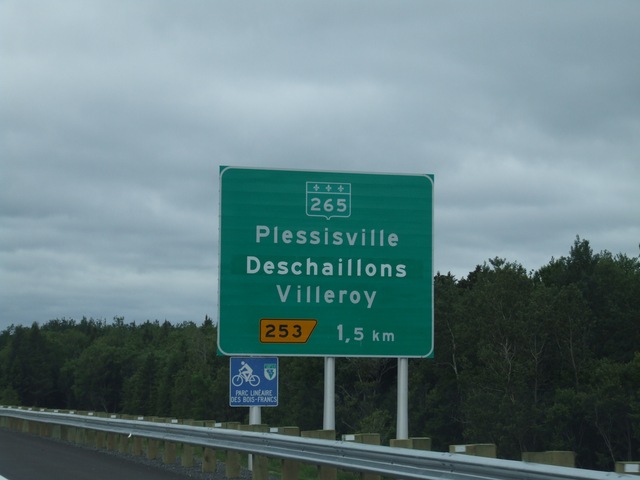 265
Plessisville
Deschaillons
Villeroy
253 1,5 km
PARC LINÉAIRE
DES BOIS-FRANCS